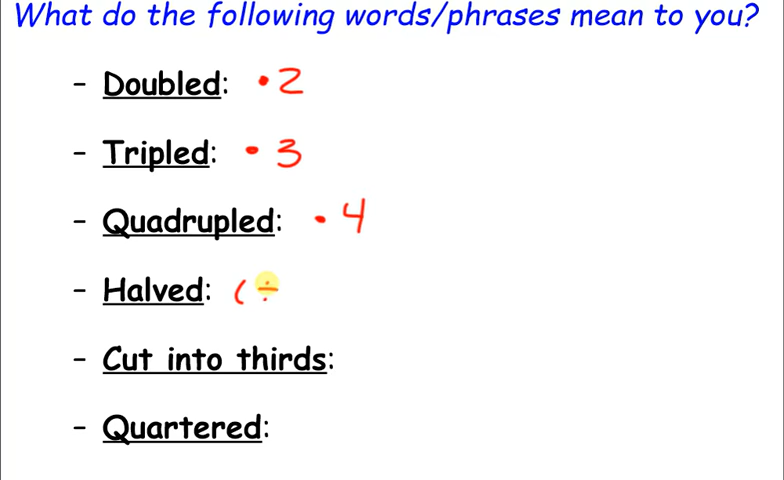 What do the following words/phrases mean to you?
- Doubled: • 2
- Tripled: • 3
- Quadrupled: • 4
- Halved: ( ÷
- Cut into thirds:
- Quartered: